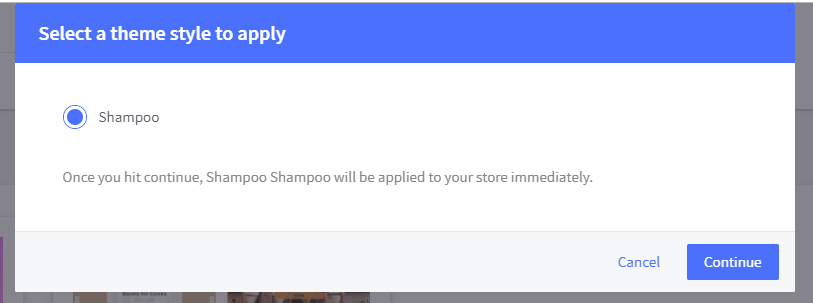 Select a theme style to apply
Shampoo
Once you hit continue, Shampoo Shampoo will be applied to your store immediately.
Cancel
Continue